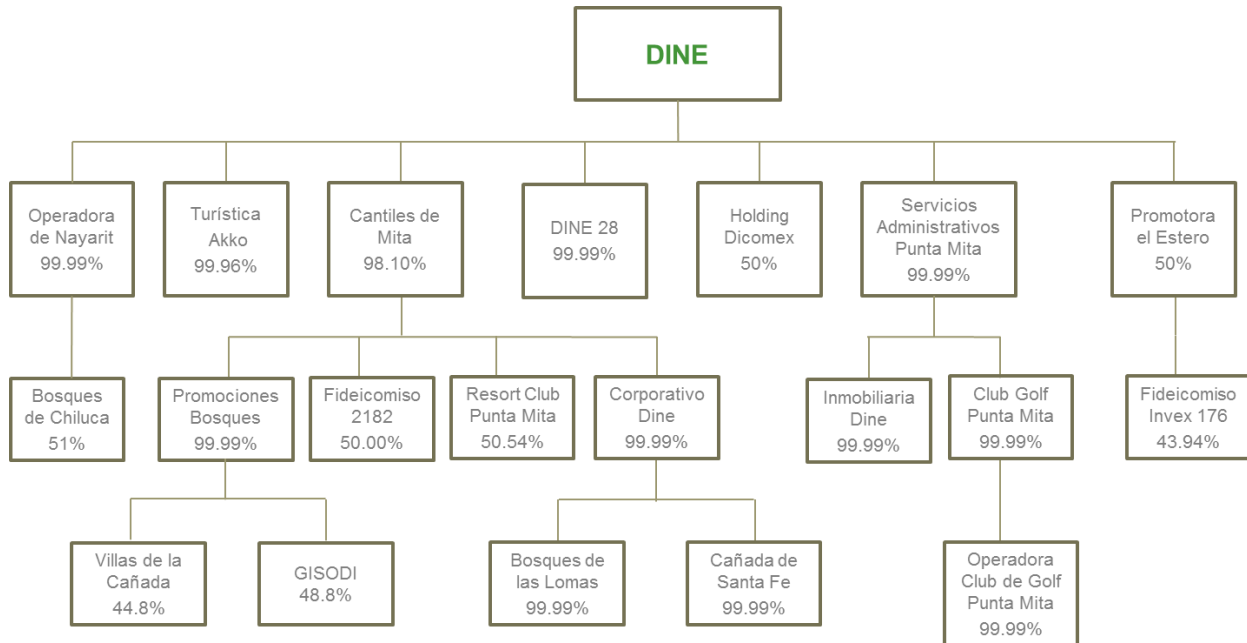 DINE
Operadora
de Nayarit
99.99%
Turística
Akko
99.96%
Cantiles de
Mita
98.10%
DINE 28
99.99%
Holding
Dicomex
50%
Servicios
Administrativos
Punta Mita
99.99%
Promotora
el Estero
50%
Bosques
de Chiluca
51%
Promociones
Bosques
99.99%
Fideicomiso
2182
50.00%
Resort Club
Punta Mita
50.54%
Corporativo
Dine
99.99%
Inmobiliaria
Dine
99.99%
Club Golf
Punta Mita
99.99%
Fideicomiso
Invex 176
43.94%
Villas de la
Cañada
44.8%
GISODI
48.8%
Bosques de
las Lomas
99.99%
Cañada de
Santa Fe
99.99%
Operadora
Club de Golf
Punta Mita
99.99%